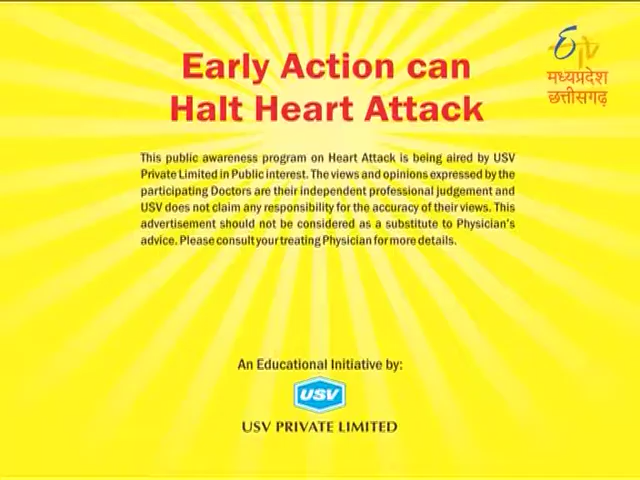 Early Action can
Halt Heart Attack
etv
मध्यप्रदेश
छत्तीसगढ़
This public awareness program on Heart Attack is being aired by USV
Private Limited in Public interest. The views and opinions expressed by the
participating Doctors are their independent professional judgement and
USV does not claim any responsibility for the accuracy of their views. This
advertisement should not be considered as a substitute to Physician's
advice. Please consult your treating Physician for more details.
An Educational Initiative by:
USV
USV PRIVATE LIMITED